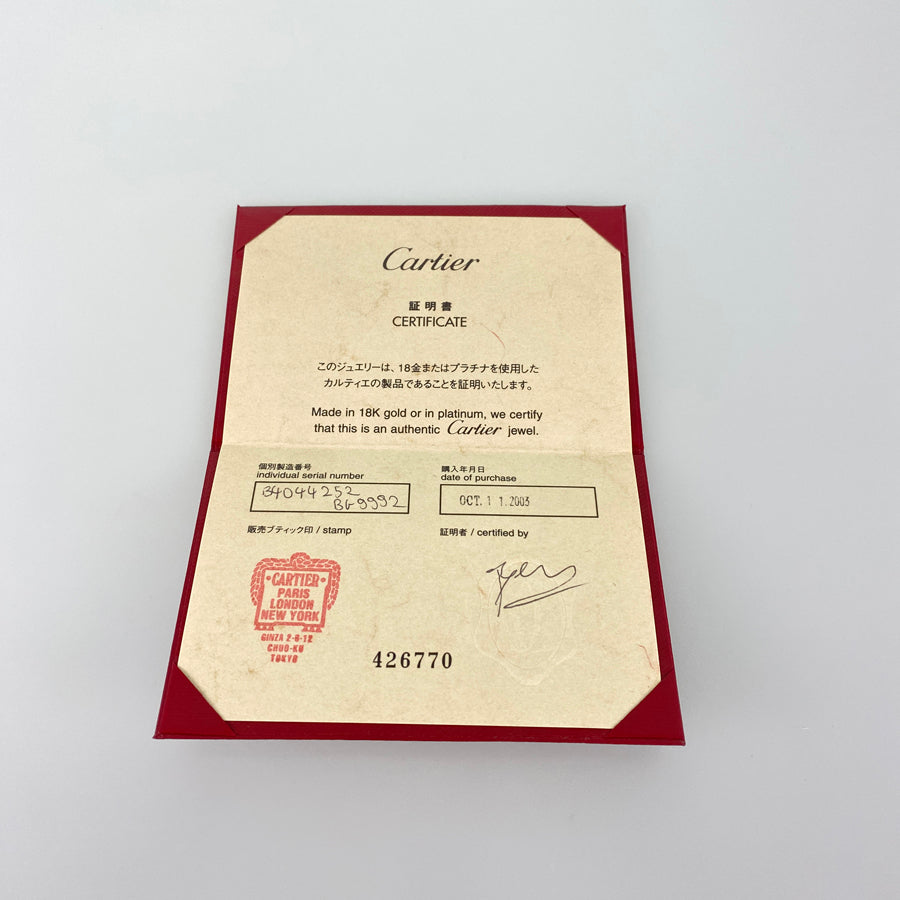 Cartier
証明書
CERTIFICATE
このジュエリーは、18金またはプラチナを使用した
カルティエの製品であることを証明いたします。
Made in 18K gold or in platinum, we certify
that this is an authentic Cartier jewel.
個別製造番号
individual serial number
B4044252
BG9992
購入年月日
date of purchase
OCT. 1 1. 2003
販売ブティック印 / stamp
証明者 / certified by
CARTIER
PARIS
LONDON
NEW YORK
GINZA 2-6-12
CHUO-KU
TOKYO
426770